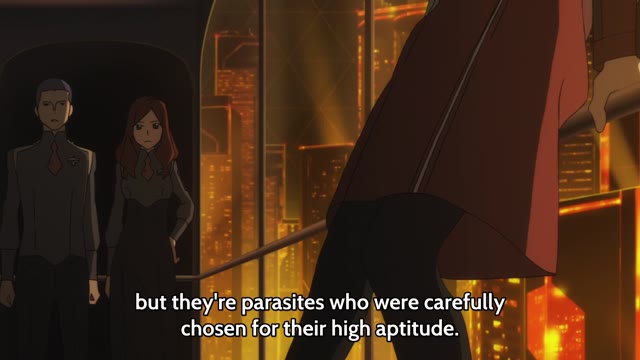 but they're parasites who were carefully
chosen for their high aptitude.